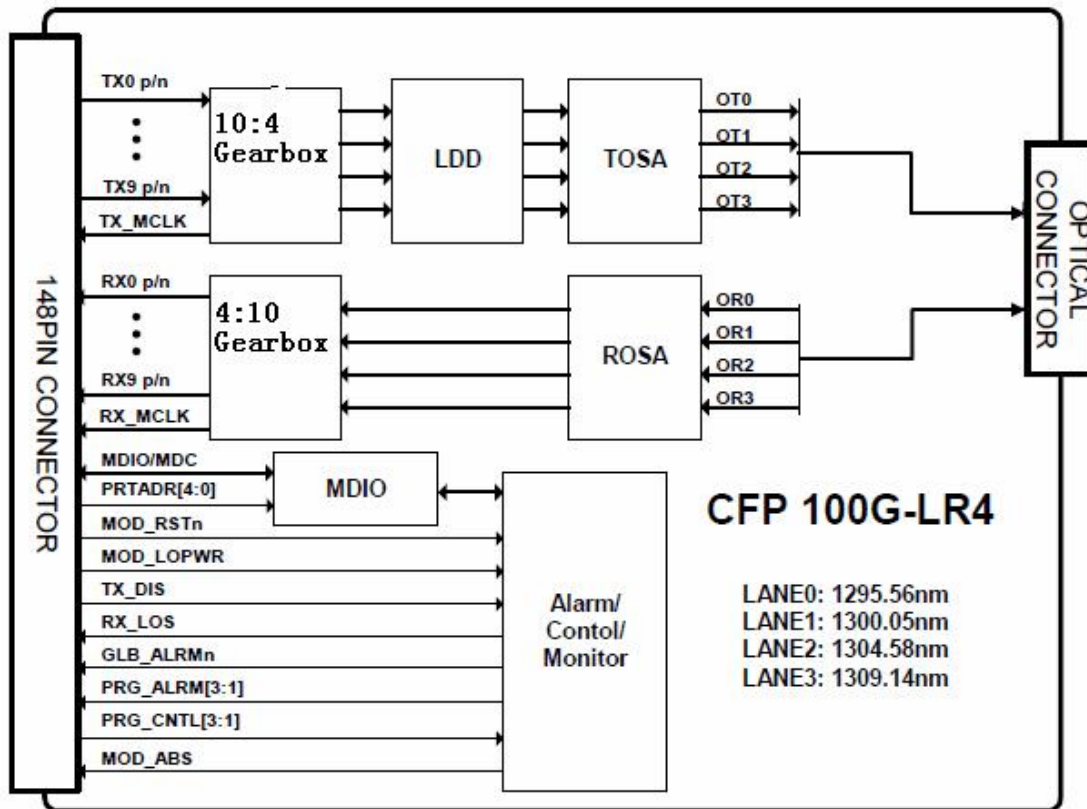 TX0 p/n
TX9 p/n
TX_MCLK
10:4
Gearbox
LDD
TOSA
OT0
OT1
OT2
OT3
OPTICAL
CONNECTOR
148PIN CONNECTOR
RX0 p/n
RX9 p/n
RX_MCLK
4:10
Gearbox
ROSA
OR0
OR1
OR2
OR3
MDIO/MDC
PRTADR[4:0]
MDIO
MOD_RSTn
MOD_LOPWR
TX_DIS
RX_LOS
GLB_ALRMn
PRG_ALRM[3:1]
PRG_CNTL[3:1]
MOD_ABS
Alarm/
Contol/
Monitor
CFP 100G-LR4
LANE0: 1295.56nm
LANE1: 1300.05nm
LANE2: 1304.58nm
LANE3: 1309.14nm